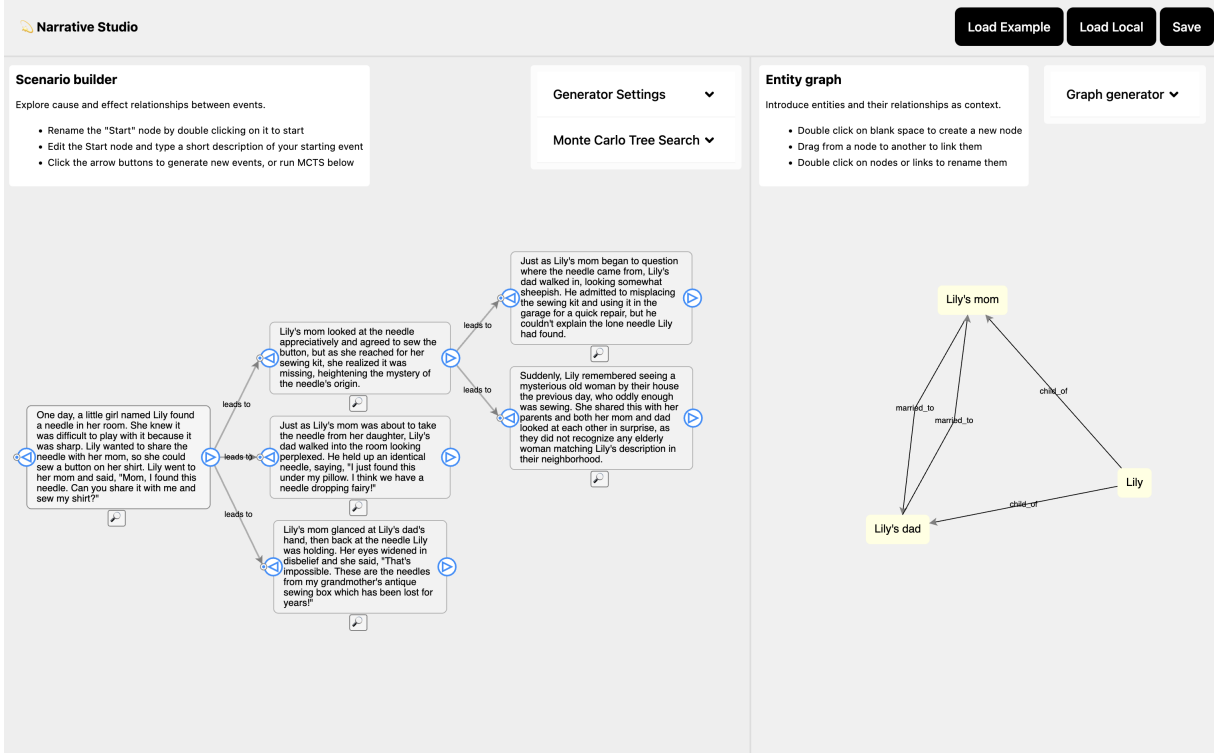 Narrative Studio
Load Example
Load Local
Save
Scenario builder
Explore cause and effect relationships between events.
• Rename the "Start" node by double clicking on it to start
• Edit the Start node and type a short description of your starting event
• Click the arrow buttons to generate new events, or run MCTS below
Generator Settings
Monte Carlo Tree Search
Entity graph
Introduce entities and their relationships as context.
• Double click on blank space to create a new node
• Drag from a node to another to link them
• Double click on nodes or links to rename them
Graph generator
One day, a little girl named Lily found
a needle in her room. She knew it
was difficult to play with it because it
was sharp. Lily wanted to share the
needle with her mom, so she could
sew a button on her shirt. Lily went to
her mom and said, "Mom, I found this
needle. Can you share it with me and
sew my shirt?"
leads to
leads to
leads to
Lily's mom looked at the needle
appreciatively and agreed to sew the
button, but as she reached for her
sewing kit, she realized it was
missing, heightening the mystery of
the needle's origin.
Just as Lily's mom was about to take
the needle from her daughter, Lily's
dad walked into the room looking
perplexed. He held up an identical
needle, saying, "I just found this
under my pillow. I think we have a
needle dropping fairy!"
Lily's mom glanced at Lily's dad's
hand, then back at the needle Lily
was holding. Her eyes widened in
disbelief and she said, "That's
impossible. These are the needles
from my grandmother's antique
sewing box which has been lost for
years!"
leads to
leads to
Just as Lily's mom began to question
where the needle came from, Lily's
dad walked in, looking somewhat
sheepish. He admitted to misplacing
the sewing kit and using it in the
garage for a quick repair, but he
couldn't explain the lone needle Lily
had found.
Suddenly, Lily remembered seeing a
mysterious old woman by their house
the previous day, who oddly enough
was sewing. She shared this with her
parents and both her mom and dad
looked at each other in surprise, as
they did not recognize any elderly
woman matching Lily's description in
their neighborhood.
Lily's mom
child_of
married_to
married_to
Lily
child_of
Lily's dad